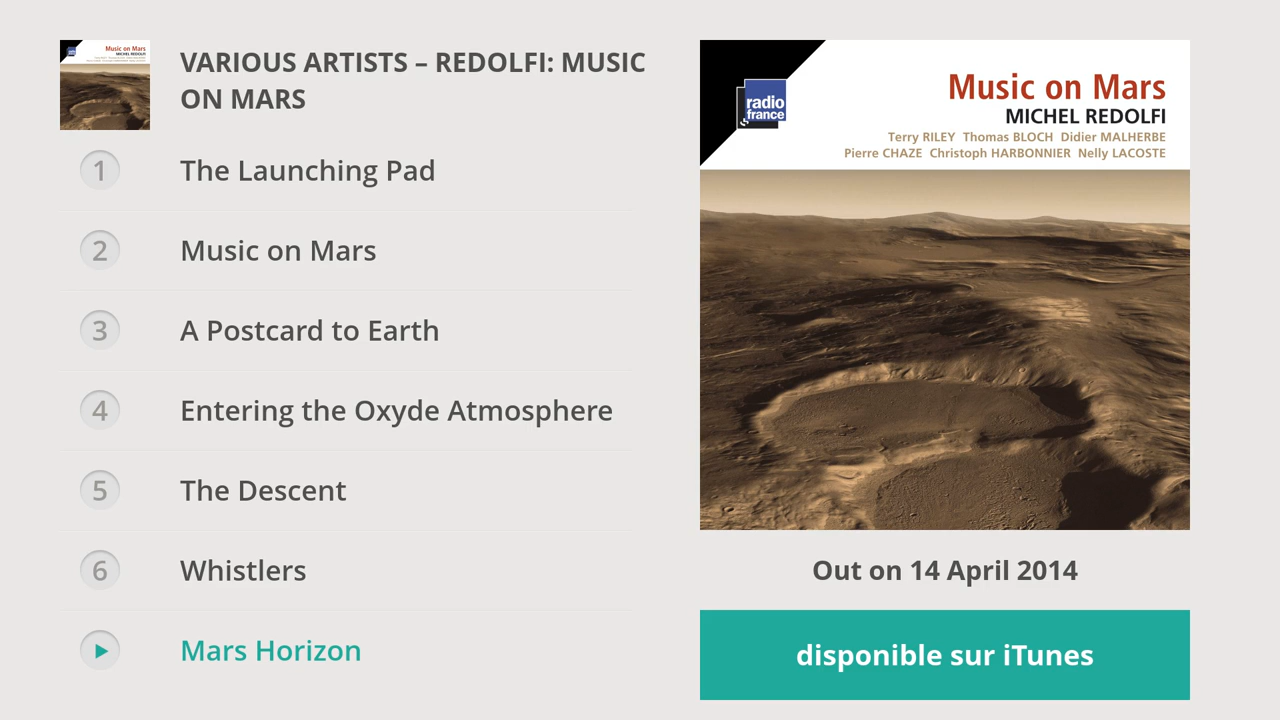 VARIOUS ARTISTS – REDOLFI: MUSIC
ON MARS
1 The Launching Pad
2 Music on Mars
3 A Postcard to Earth
4 Entering the Oxyde Atmosphere
5 The Descent
6 Whistlers
Mars Horizon
radio
france
Music on Mars
MICHEL REDOLFI
Terry RILEY Thomas BLOCH Didier MALHERBE
Pierre CHAZE Christoph HARBONNIER Nelly LACOSTE
Out on 14 April 2014
disponible sur iTunes